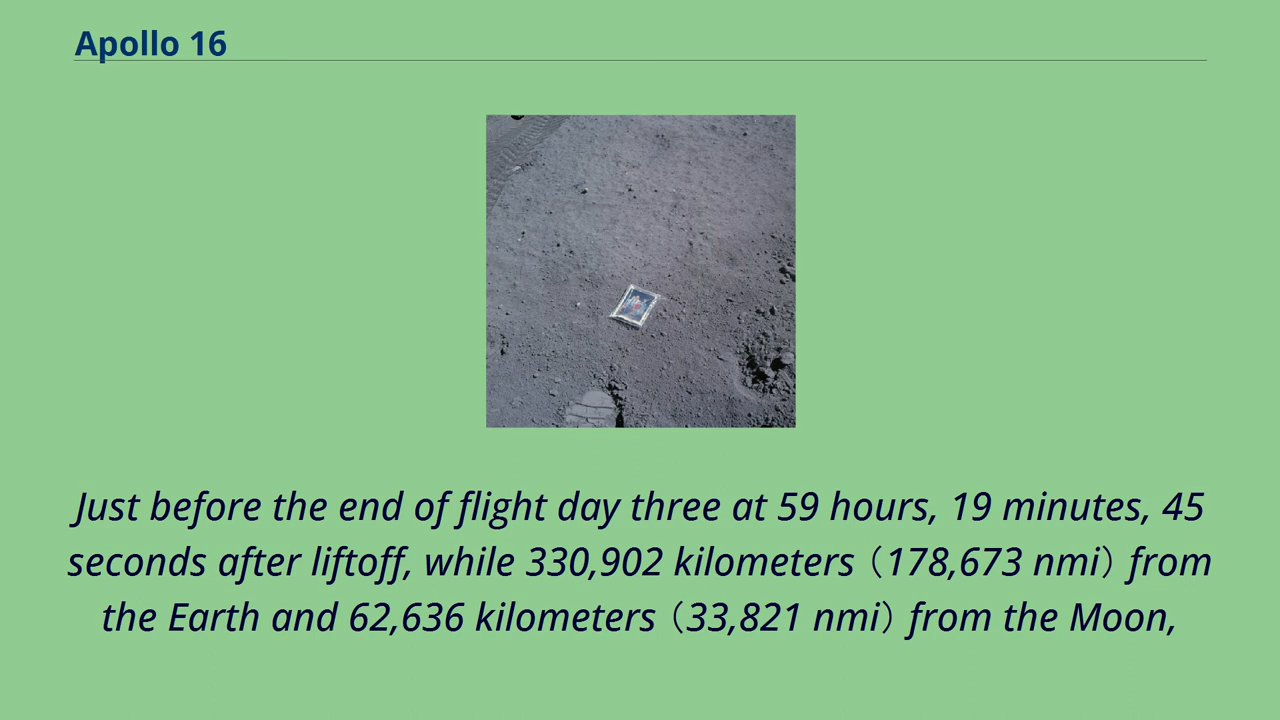 Apollo 16
Just before the end of flight day three at 59 hours, 19 minutes, 45
seconds after liftoff, while 330,902 kilometers（178,673 nmi）from
the Earth and 62,636 kilometers（33,821 nmi）from the Moon,